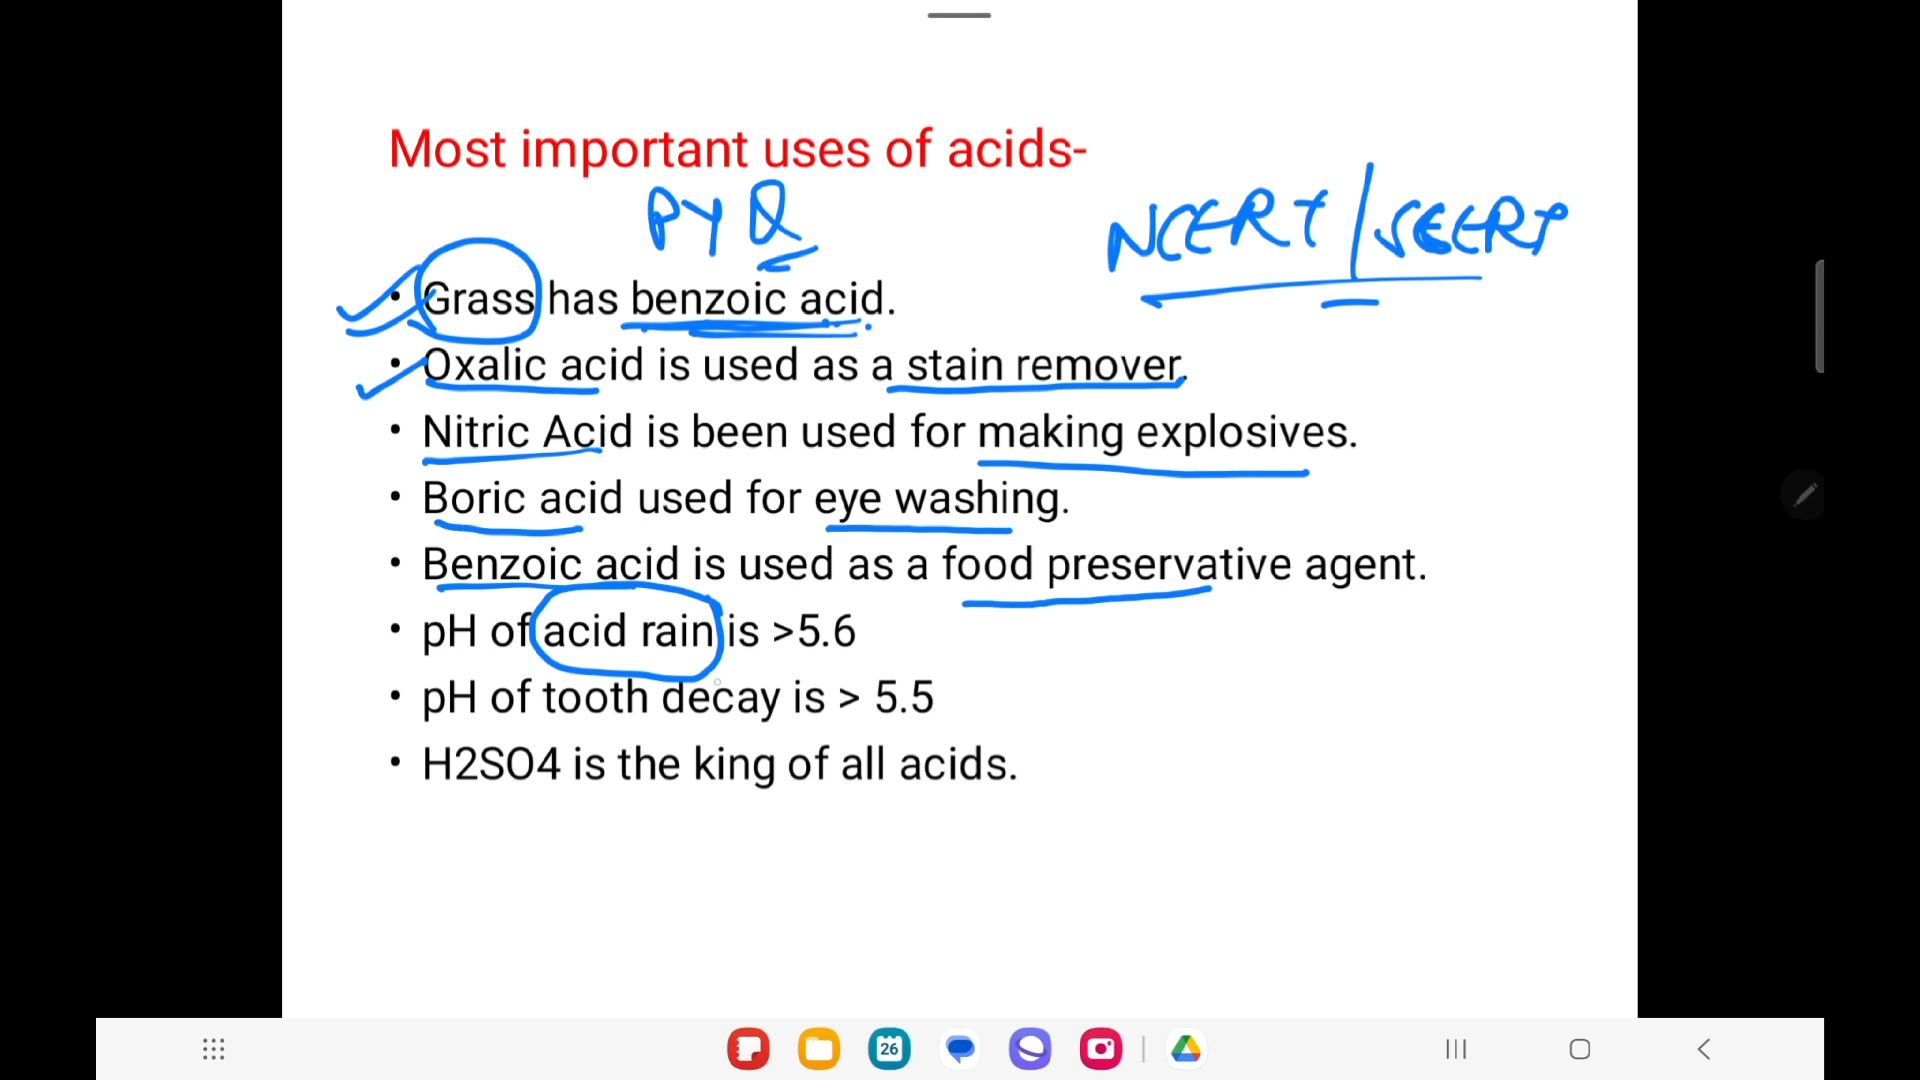 Most important uses of acids-
PYQ
NCERT/SCERT
• Grass has benzoic acid.
• Oxalic acid is used as a stain remover.
• Nitric Acid is been used for making explosives.
• Boric acid used for eye washing.
• Benzoic acid is used as a food preservative agent.
• pH of acid rain is >5.6
• pH of tooth decay is > 5.5
• H2SO4 is the king of all acids.
26